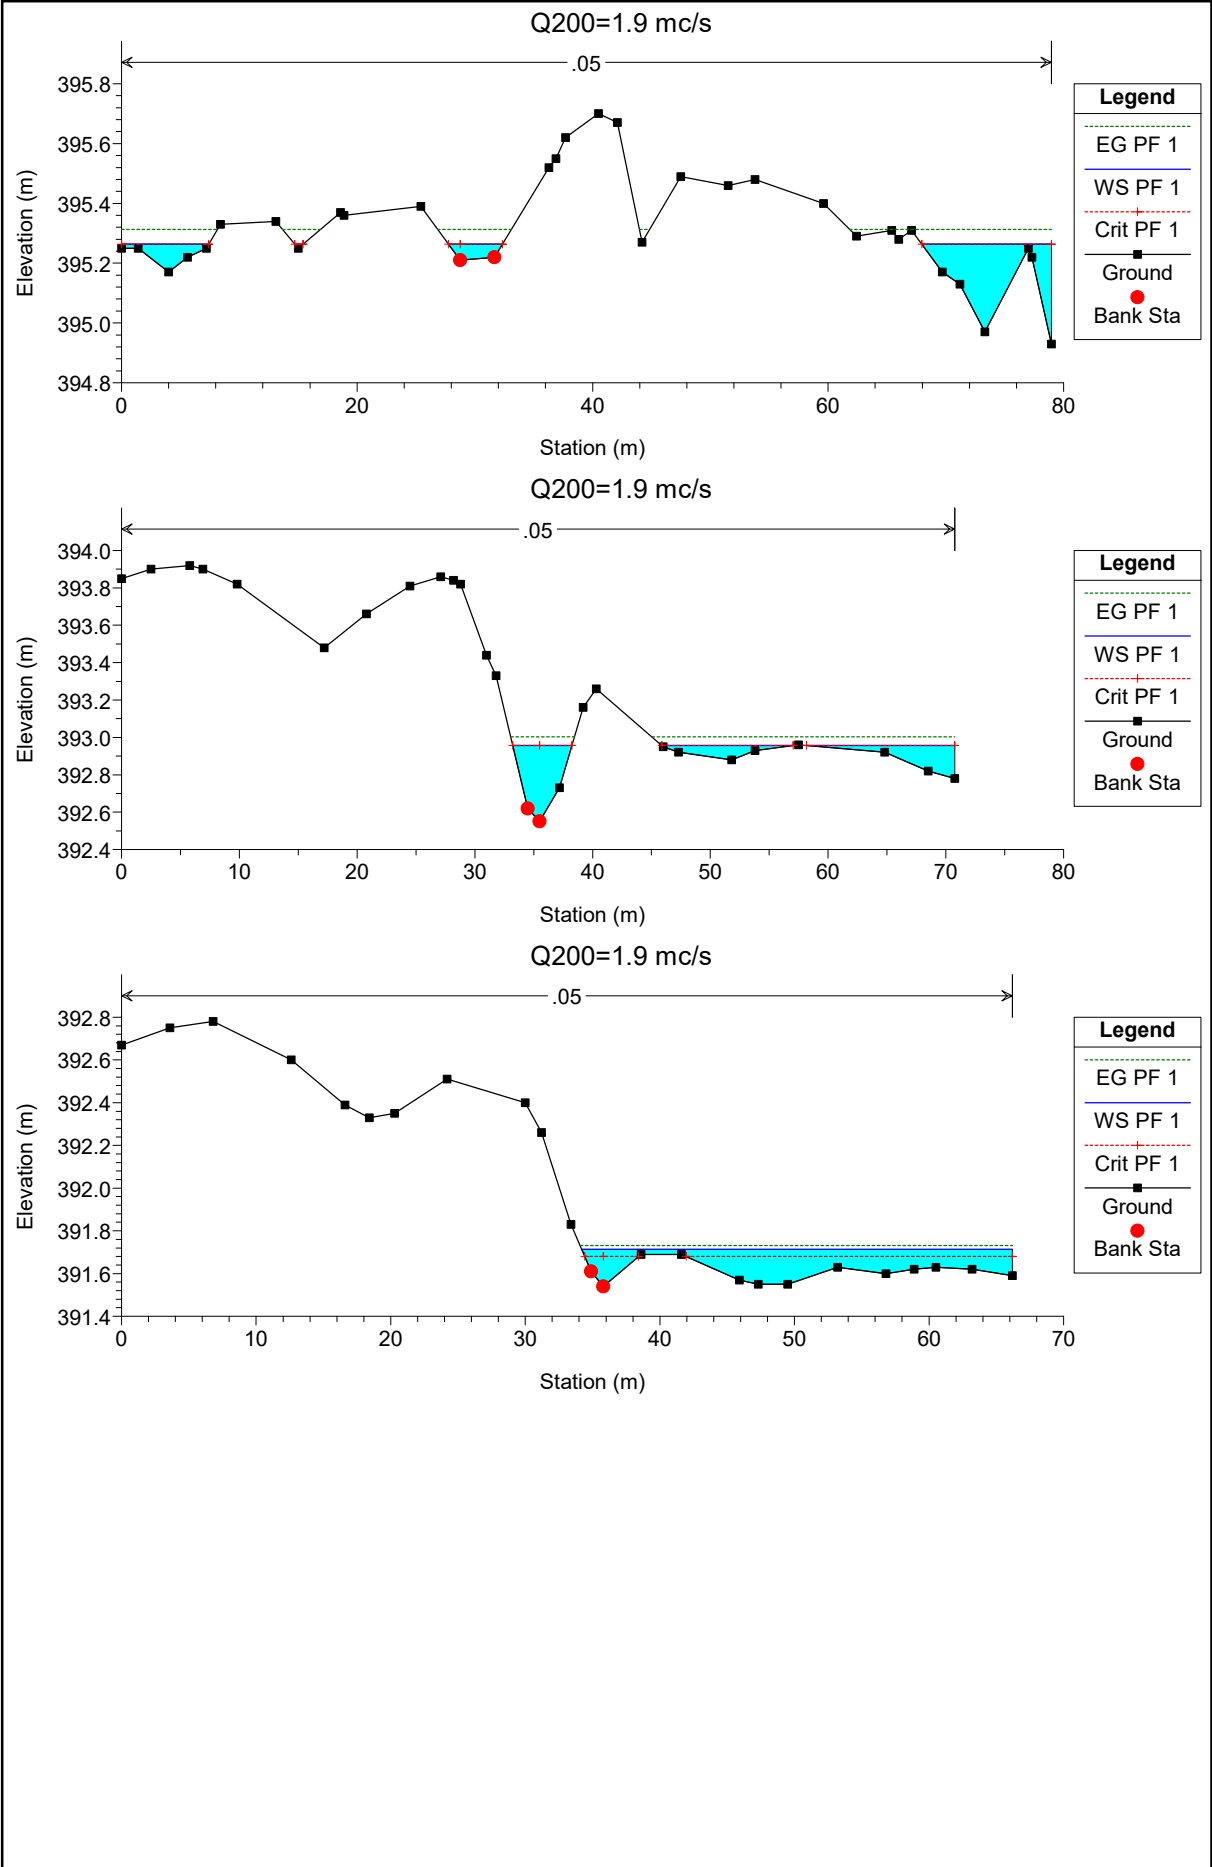 Q200=1.9 mc/s
.05
395.8
395.6
395.4
395.2
395.0
394.8
Elevation (m)
0 20 40 60 80
Station (m)
Legend
EG PF 1
WS PF 1
Crit PF 1
Ground
Bank Sta
Q200=1.9 mc/s
.05
394.0
393.8
393.6
393.4
393.2
393.0
392.8
392.6
392.4
Elevation (m)
0 10 20 30 40 50 60 70 80
Station (m)
Legend
EG PF 1
WS PF 1
Crit PF 1
Ground
Bank Sta
Q200=1.9 mc/s
.05
392.8
392.6
392.4
392.2
392.0
391.8
391.6
391.4
Elevation (m)
0 10 20 30 40 50 60 70
Station (m)
Legend
EG PF 1
WS PF 1
Crit PF 1
Ground
Bank Sta